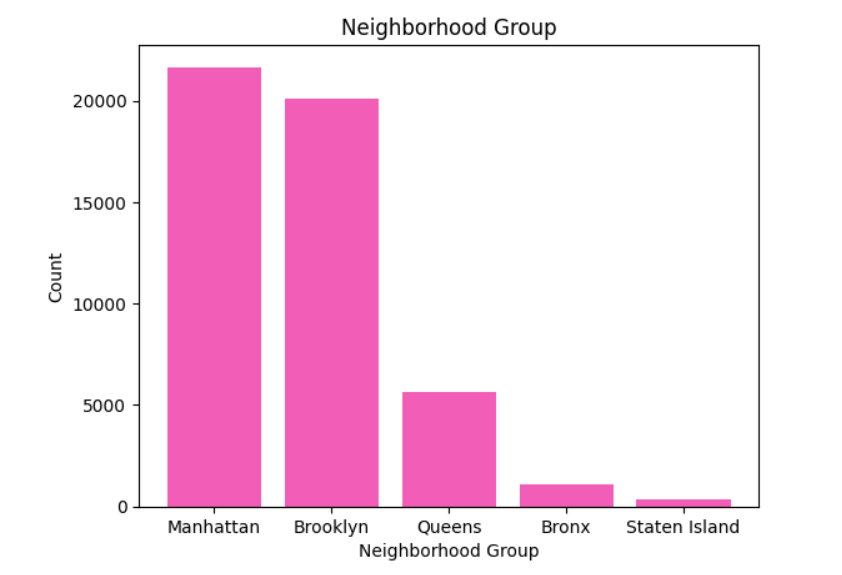 Neighborhood Group
20000
15000
10000
5000
0
Count
Manhattan Brooklyn Queens Bronx Staten Island
Neighborhood Group